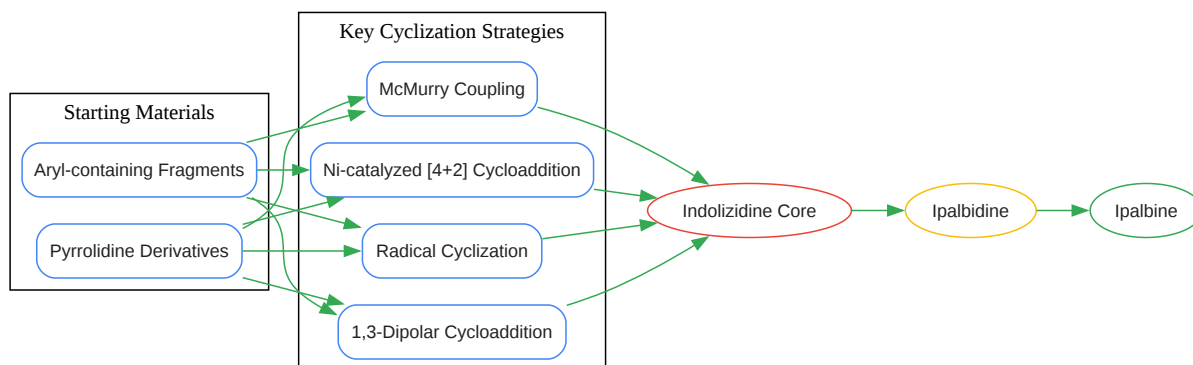 Key Cyclization Strategies
McMurry Coupling
Starting Materials
Aryl-containing Fragments
Ni-catalyzed [4+2] Cycloaddition
Indolizidine Core
Ipalbidine
Ipalbine
Pyrrolidine Derivatives
Radical Cyclization
1,3-Dipolar Cycloaddition